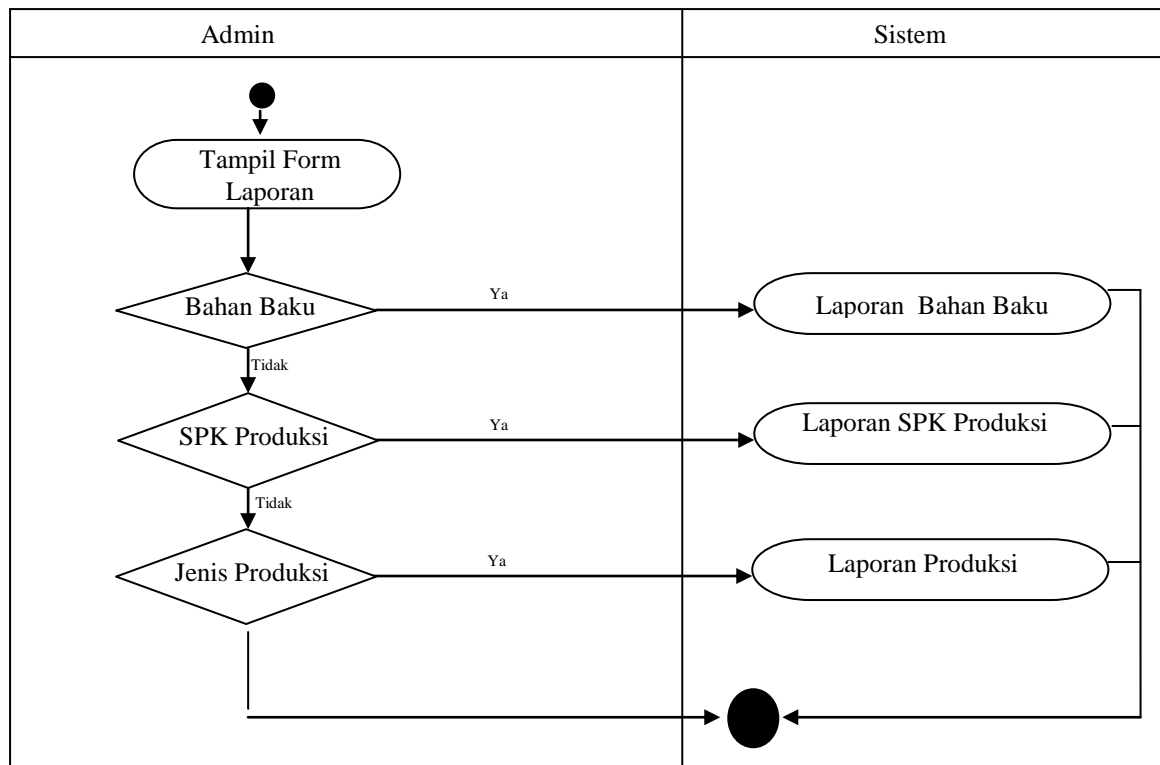 Admin
Sistem
Tampil Form
Laporan
Bahan Baku
Ya
Laporan Bahan Baku
Tidak
SPK Produksi
Ya
Laporan SPK Produksi
Tidak
Jenis Produksi
Ya
Laporan Produksi